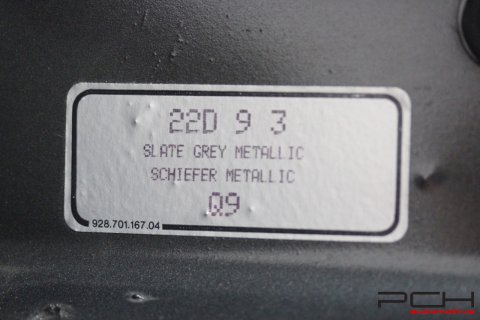 22D 9 3
SLATE GREY METALLIC
SCHIEFER METALLIC
Q9
928.701.167.04
PCH